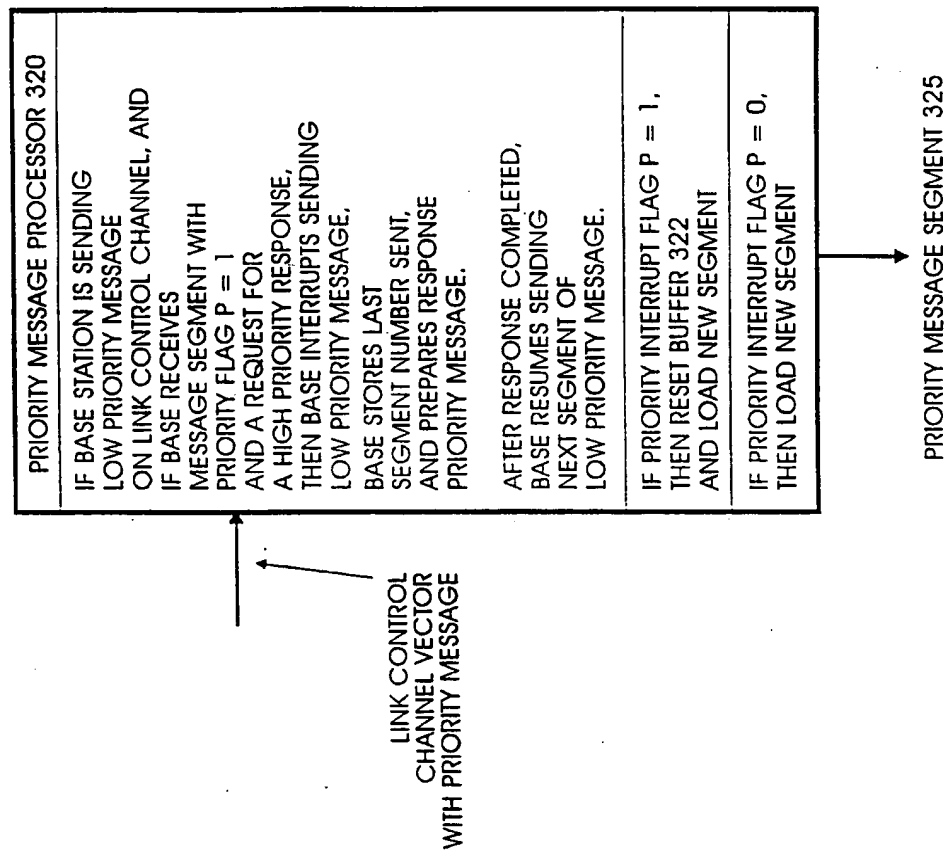 PRIORITY MESSAGE PROCESSOR 320
IF BASE STATION IS SENDING
LOW PRIORITY MESSAGE
ON LINK CONTROL CHANNEL, AND
IF BASE RECEIVES
MESSAGE SEGMENT WITH
PRIORITY FLAG P = 1
AND A REQUEST FOR
A HIGH PRIORITY RESPONSE,
THEN BASE INTERRUPTS SENDING
LOW PRIORITY MESSAGE,
BASE STORES LAST
SEGMENT NUMBER SENT,
AND PREPARES RESPONSE
PRIORITY MESSAGE.
AFTER RESPONSE COMPLETED,
BASE RESUMES SENDING
NEXT SEGMENT OF
LOW PRIORITY MESSAGE.
IF PRIORITY INTERRUPT FLAG P = 1,
THEN RESET BUFFER 322
AND LOAD NEW SEGMENT
IF PRIORITY INTERRUPT FLAG P = 0,
THEN LOAD NEW SEGMENT
LINK CONTROL
CHANNEL VECTOR
WITH PRIORITY MESSAGE
PRIORITY MESSAGE SEGMENT 325